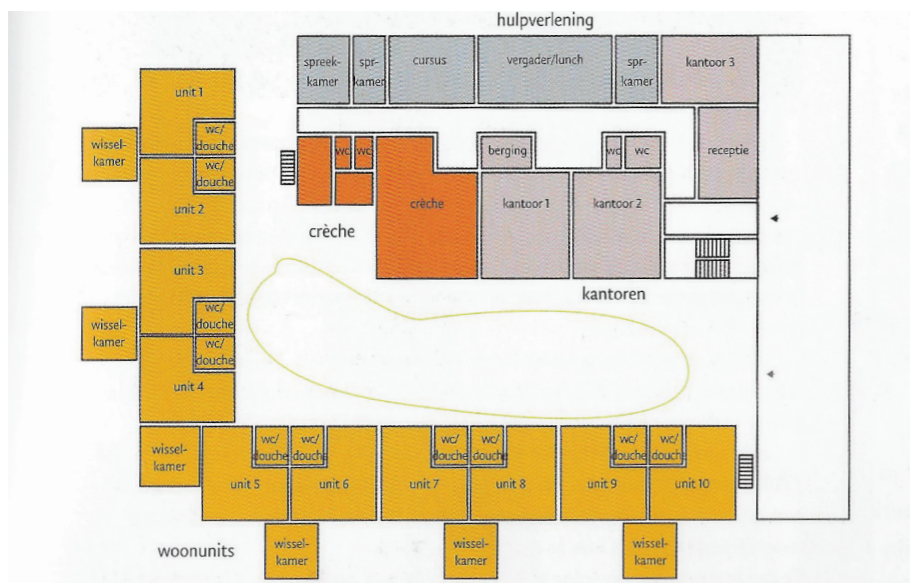 hulpverlening
spreek-
kamer
spr-
kamer
cursus
vergader/lunch
spr-
kamer
kantoor 3
unit 1
wc/
douche
wissel-
kamer
wc/
douche
unit 2
wc
wc
berging
wc
wc
receptie
crèche
kantoor 1
kantoor 2
crèche
kantoren
unit 3
wc/
douche
wissel-
kamer
wc/
douche
unit 4
wissel-
kamer
wc/
douche
wc/
douche
wc/
douche
wc/
douche
wc/
douche
wc/
douche
unit 5
unit 6
unit 7
unit 8
unit 9
unit 10
woonunits
wissel-
kamer
wissel-
kamer
wissel-
kamer